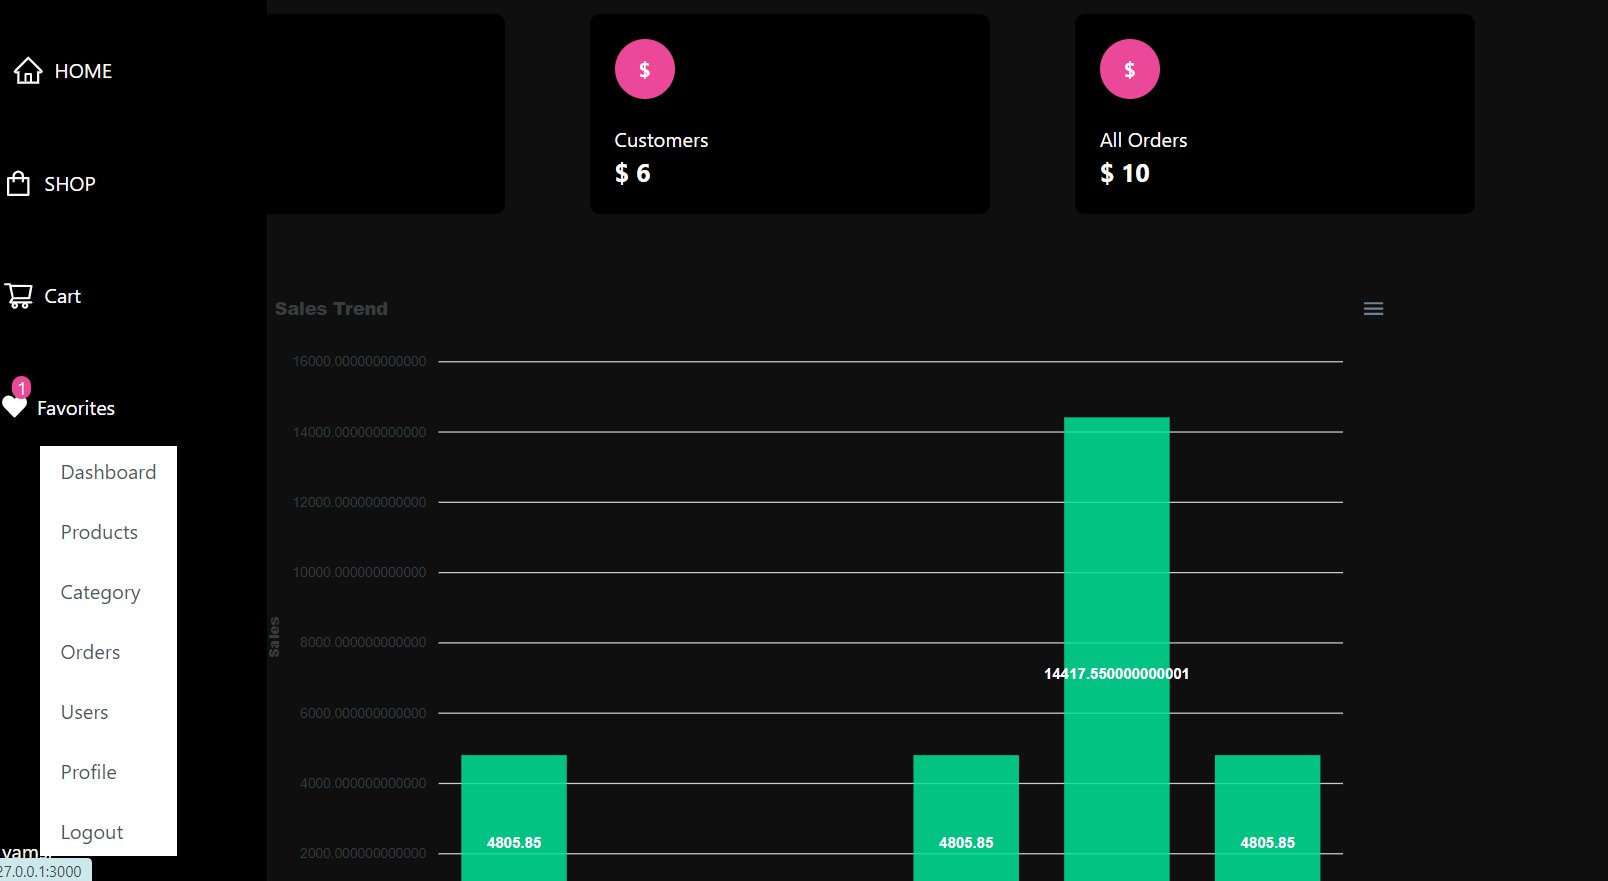 HOME
SHOP
Cart
1
Favorites
Dashboard
Products
Category
Orders
Users
Profile
Logout
27.0.0.1:3000
$
Customers
$ 6
$
All Orders
$ 10
Sales Trend
Sales
16000.000000000000
14000.000000000000
12000.000000000000
10000.000000000000
8000.000000000000
6000.000000000000
4000.000000000000
2000.000000000000
4805.85
4805.85
14417.550000000001
4805.85